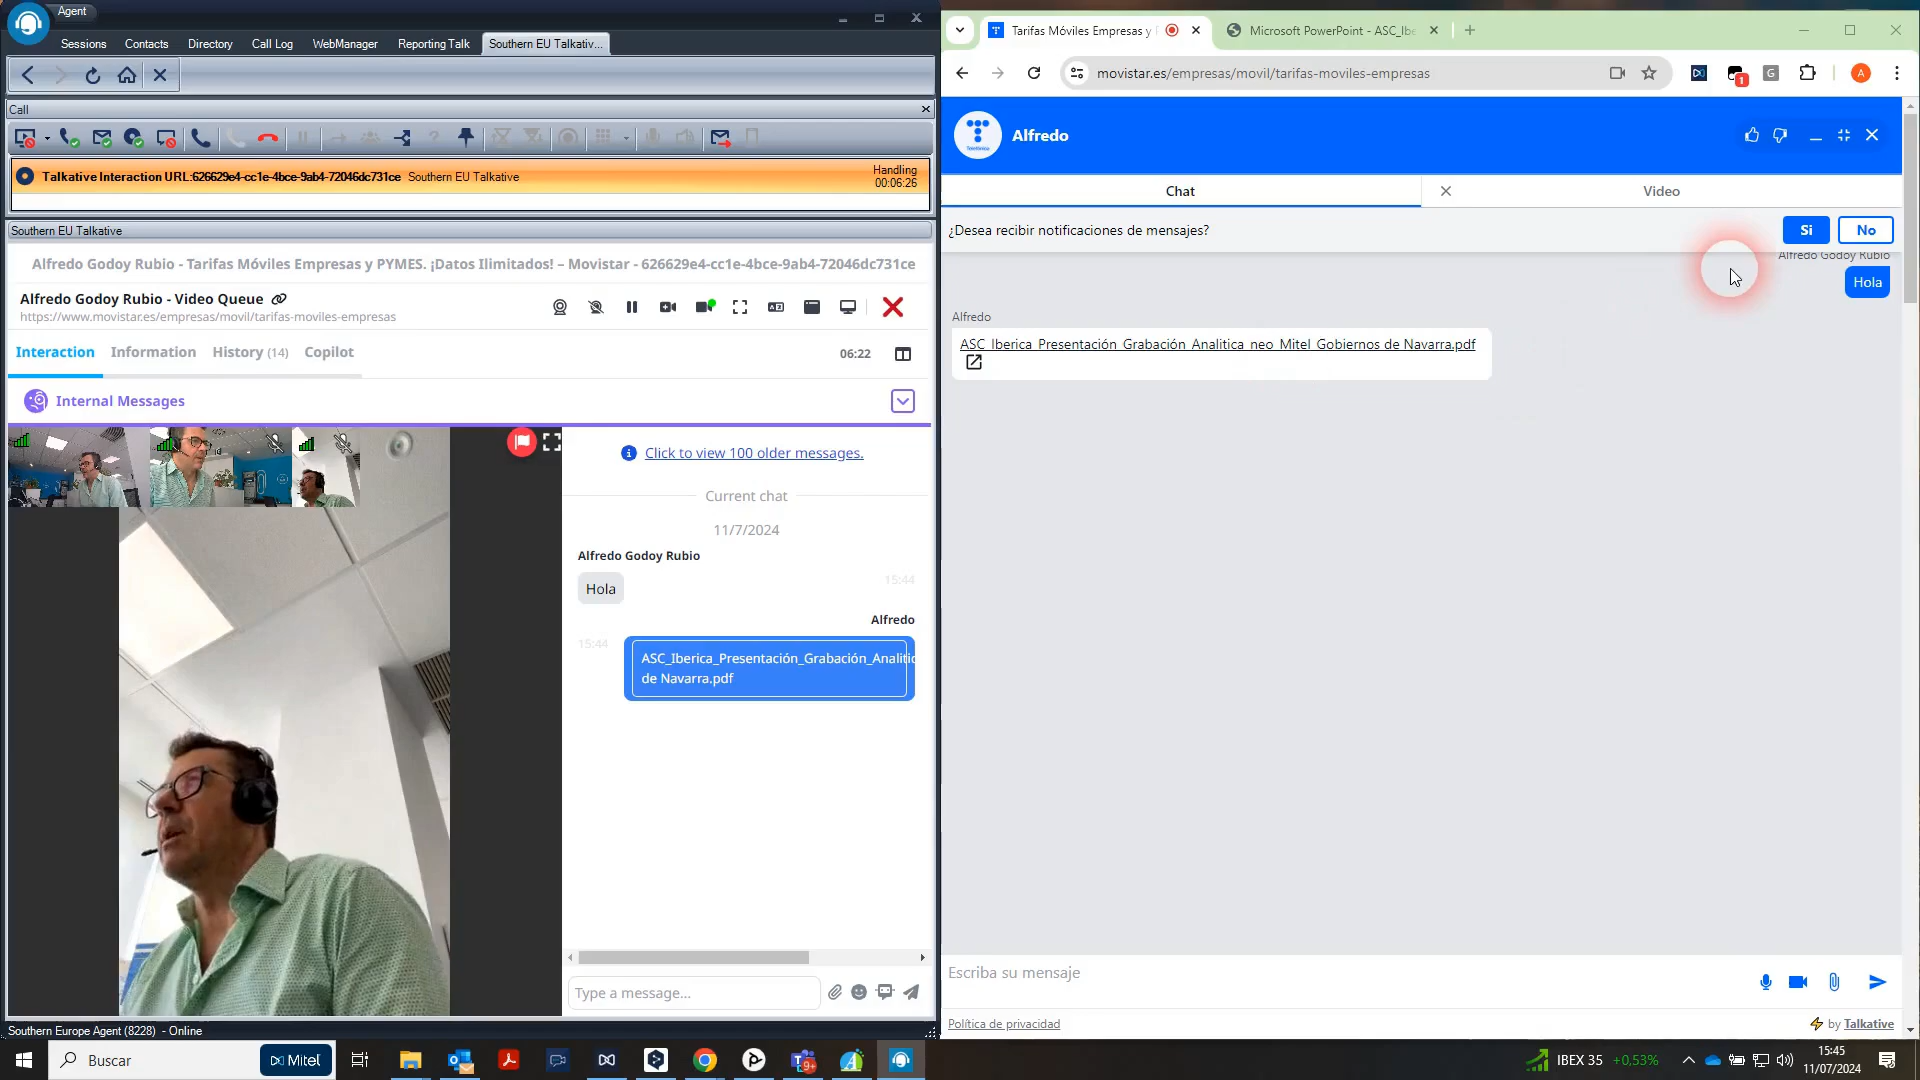 Agent
Sessions Contacts Directory Call Log WebManager Reporting Talk Southern EU Talkativ...
Call
Talkative Interaction URL:626629e4-cc1e-4bce-9ab4-72046dc731ce Southern EU Talkative
Handling
00:06:26
Southern EU Talkative
Alfredo Godoy Rubio - Tarifas Móviles Empresas y PYMES. ¡Datos Ilimitados! – Movistar - 626629e4-cc1e-4bce-9ab4-72046dc731ce
Alfredo Godoy Rubio - Video Queue
https://www.movistar.es/empresas/movil/tarifas-moviles-empresas
Interaction Information History (14) Copilot
06:22
Internal Messages
Click to view 100 older messages.
Current chat
11/7/2024
Alfredo Godoy Rubio
Hola
15:44
Alfredo
15:44
ASC_Iberica_Presentación_Grabación_Analitic
de Navarra.pdf
Type a message...
Southern Europe Agent (8228) - Online
Tarifas Móviles Empresas y
Microsoft PowerPoint - ASC_Ibe
movistar.es/empresas/movil/tarifas-moviles-empresas
1
G
A
Telefónica
Alfredo
Chat
Video
¿Desea recibir notificaciones de mensajes?
Si
No
Alfredo Godoy Rubio
Hola
Alfredo
ASC_Iberica_Presentación_Grabación_Analitica_neo_Mitel_Gobiernos de Navarra.pdf
Escriba su mensaje
Política de privacidad
by Talkative
Buscar
Mitel
9+
IBEX 35 +0,53%
15:45
11/07/2024